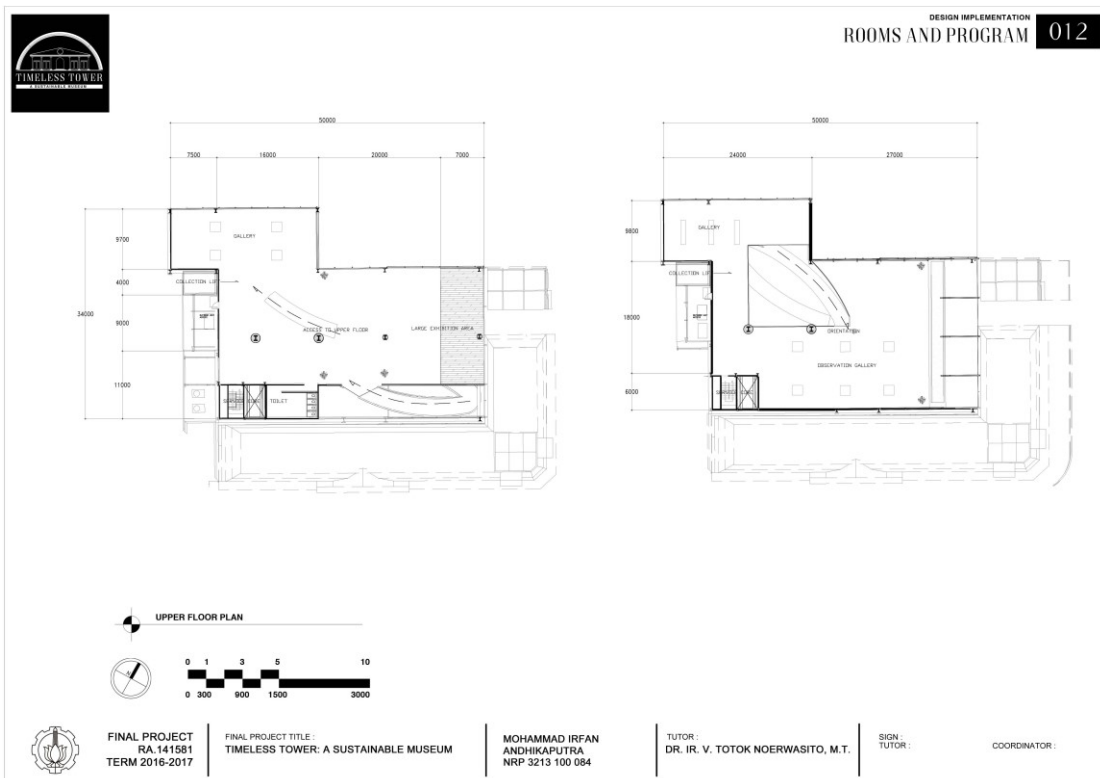 DESIGN IMPLEMENTATION
ROOMS AND PROGRAM 012
TIMELESS TOWER
A SUSTAINABLE MUSEUM
50000
7500 16000 20000 7000
34000
9700
4000
9000
11000
GALLERY
COLLECTION LIFT
ACCESS TO UPPER FLOOR
LARGE EXHIBITION AREA
SERVICE CORE
TOILET
50000
24000 27000
9800
18000
6000
GALLERY
ORIENTATION
OBSERVATION GALLERY
SERVICE CORE
UPPER FLOOR PLAN
0 1 3 5 10
0 300 900 1500 3000
FINAL PROJECT
RA.141581
TERM 2016-2017
FINAL PROJECT TITLE :
TIMELESS TOWER: A SUSTAINABLE MUSEUM
MOHAMMAD IRFAN
ANDHIKAPUTRA
NRP 3213 100 084
TUTOR :
DR. IR. V. TOTOK NOERWASITO, M.T.
SIGN :
TUTOR :
COORDINATOR :